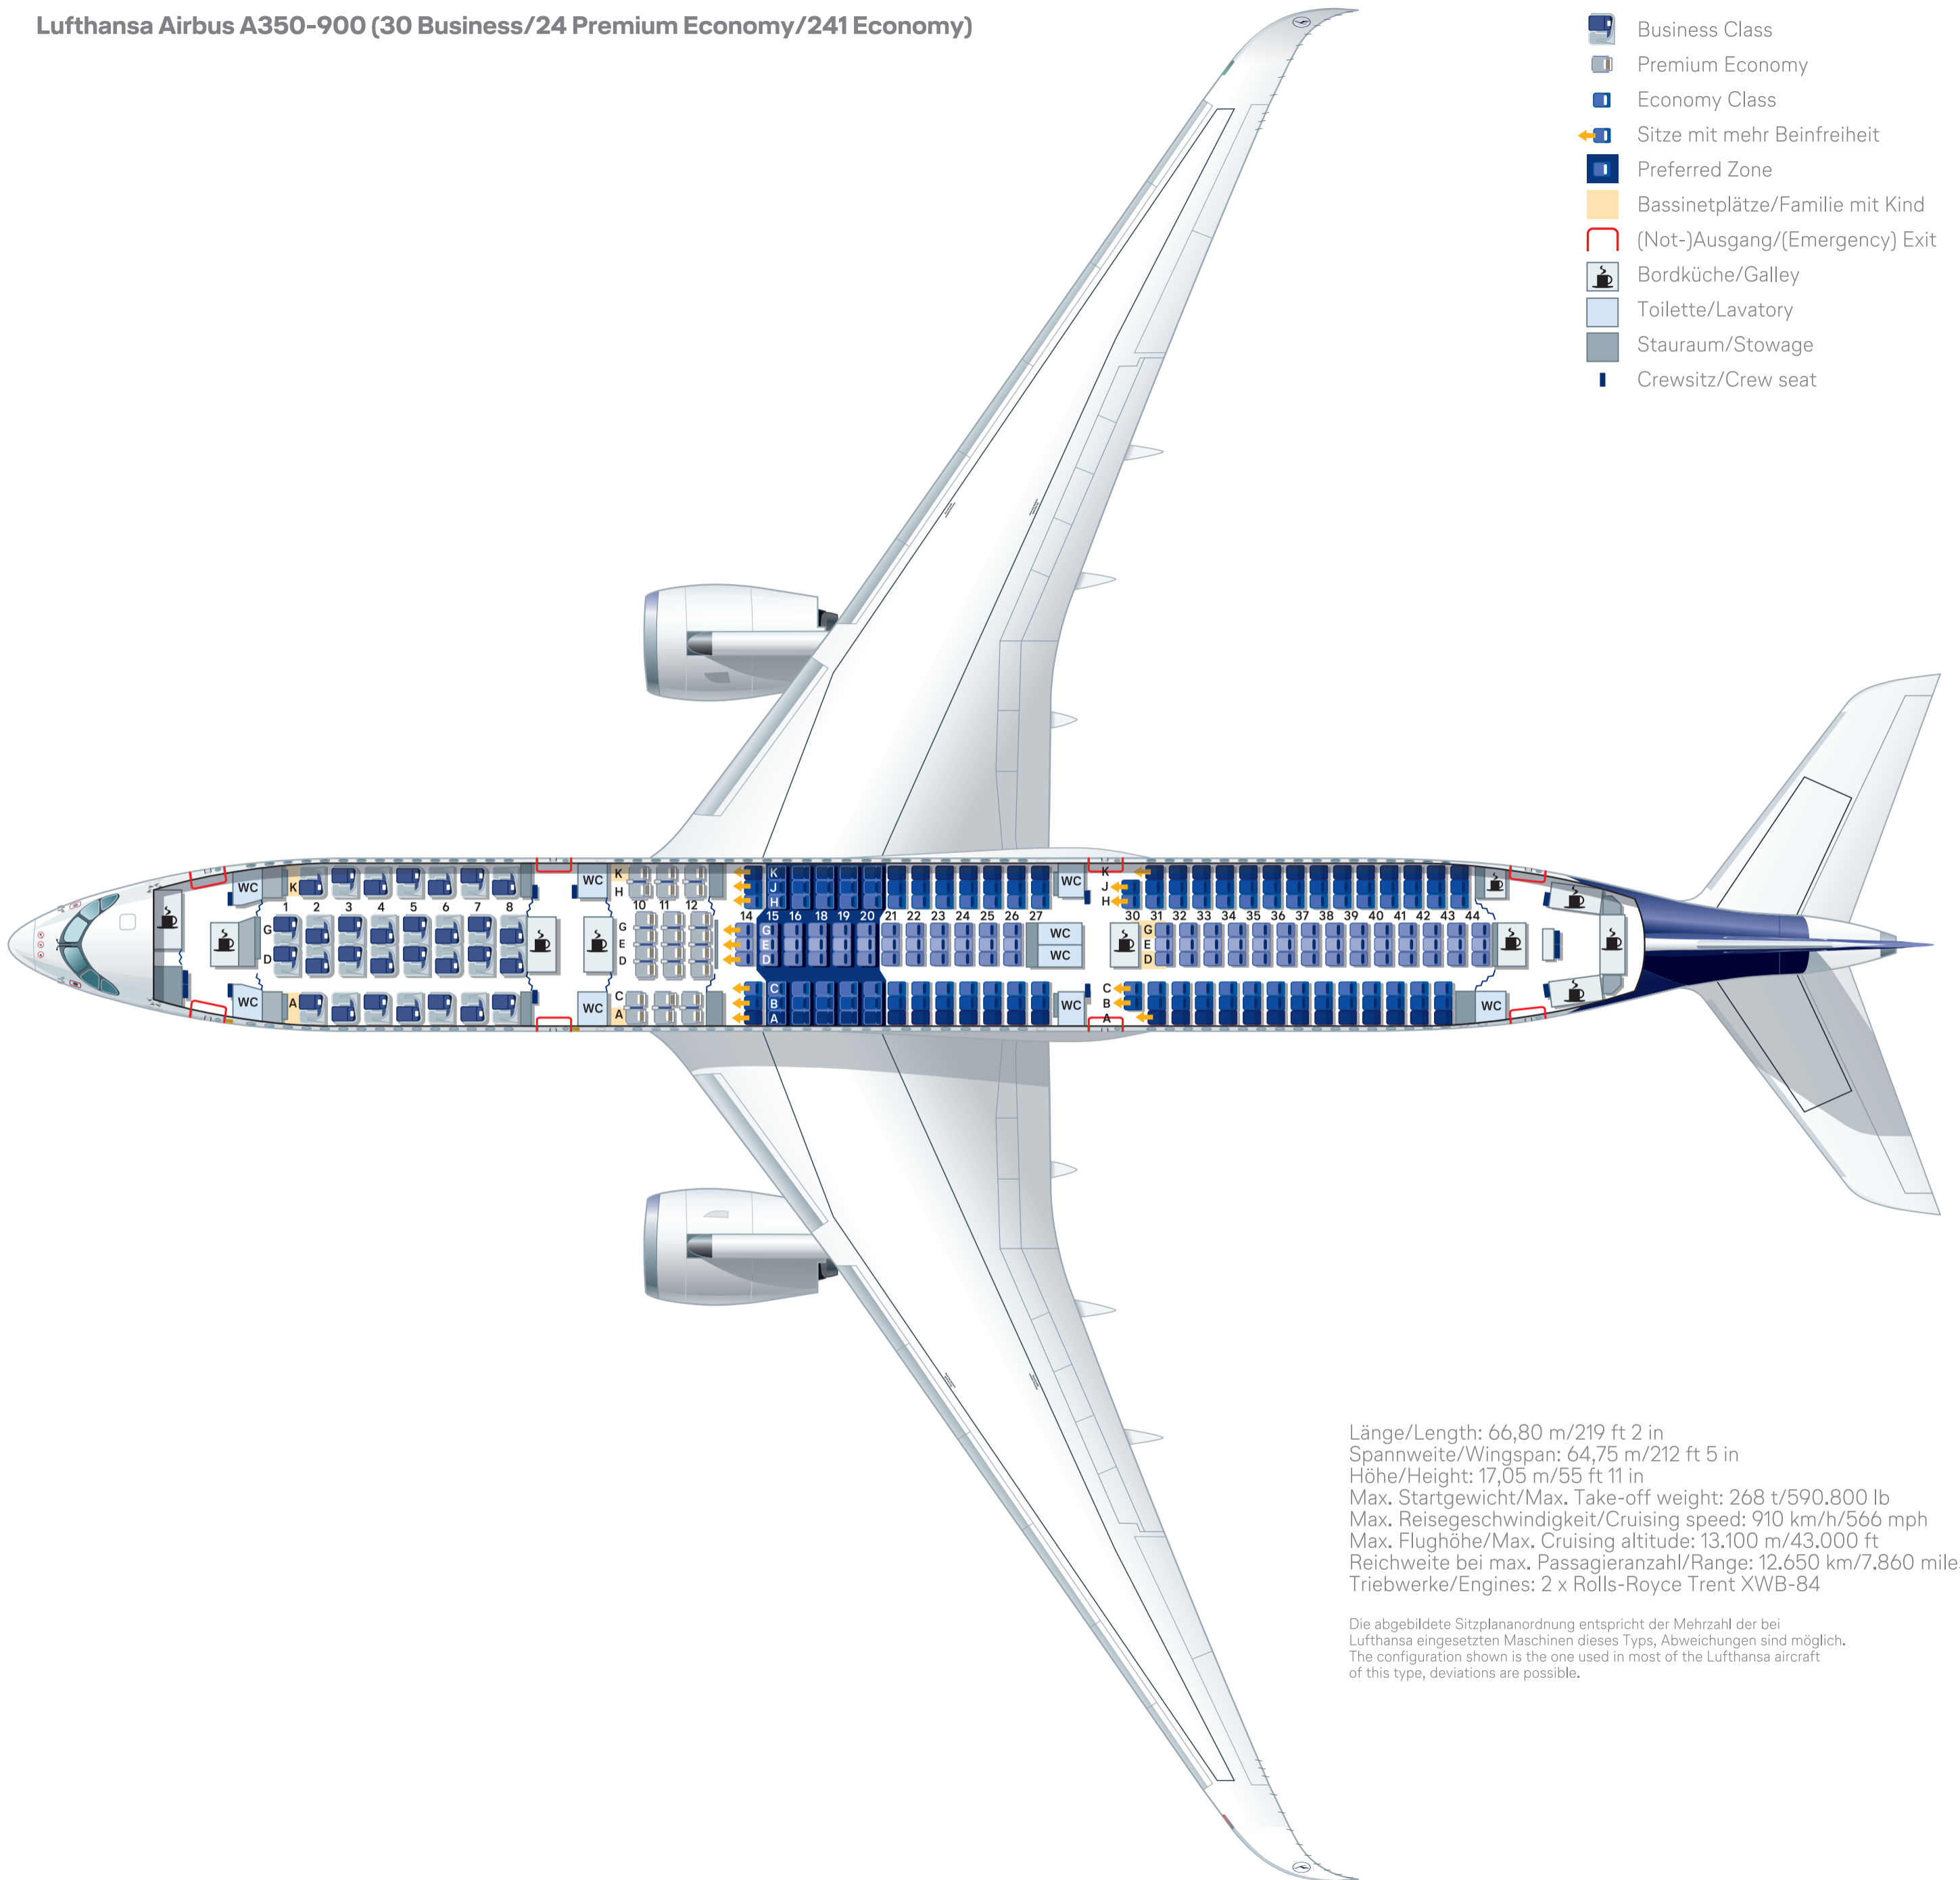 Lufthansa Airbus A350-900 (30 Business/24 Premium Economy/241 Economy)
Business Class
Premium Economy
Economy Class
Sitze mit mehr Beinfreiheit
Preferred Zone
Bassinetplätze/Familie mit Kind
(Not-)Ausgang/(Emergency) Exit
Bordküche/Galley
Toilette/Lavatory
Stauraum/Stowage
Crewsitz/Crew seat
WC WC WC
K K K K
H J J
H H
1 2 3 4 5 6 7 8 10 11 12 14 15 16 18 19 20 21 22 23 24 25 26 27 30 31 32 33 34 35 36 37 38 39 40 41 42 43 44
G G G WC G
E E E
D D D WC D
C C C
B B
A A A A
WC WC WC WC
Länge/Length: 66,80 m/219 ft 2 in
Spannweite/Wingspan: 64,75 m/212 ft 5 in
Höhe/Height: 17,05 m/55 ft 11 in
Max. Startgewicht/Max. Take-off weight: 268 t/590.800 lb
Max. Reisegeschwindigkeit/Cruising speed: 910 km/h/566 mph
Max. Flughöhe/Max. Cruising altitude: 13.100 m/43.000 ft
Reichweite bei max. Passagieranzahl/Range: 12.650 km/7.860 mile
Triebwerke/Engines: 2 x Rolls-Royce Trent XWB-84
Die abgebildete Sitzplananordnung entspricht der Mehrzahl der bei
Lufthansa eingesetzten Maschinen dieses Typs, Abweichungen sind möglich.
The configuration shown is the one used in most of the Lufthansa aircraft
of this type, deviations are possible.